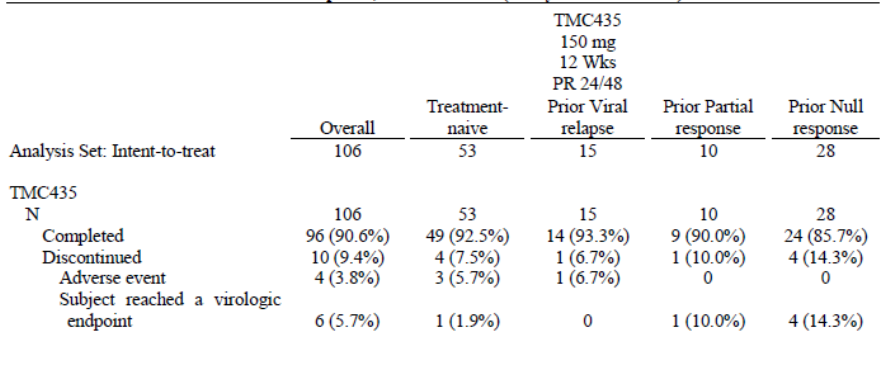 TMC435
150 mg
12 Wks
PR 24/48
Treatment- Prior Viral Prior Partial Prior Null
Overall naive relapse response response
Analysis Set: Intent-to-treat 106 53 15 10 28
TMC435
N 106 53 15 10 28
Completed 96 (90.6%) 49 (92.5%) 14 (93.3%) 9 (90.0%) 24 (85.7%)
Discontinued 10 (9.4%) 4 (7.5%) 1 (6.7%) 1 (10.0%) 4 (14.3%)
Adverse event 4 (3.8%) 3 (5.7%) 1 (6.7%) 0 0
Subject reached a virologic
endpoint 6 (5.7%) 1 (1.9%) 0 1 (10.0%) 4 (14.3%)